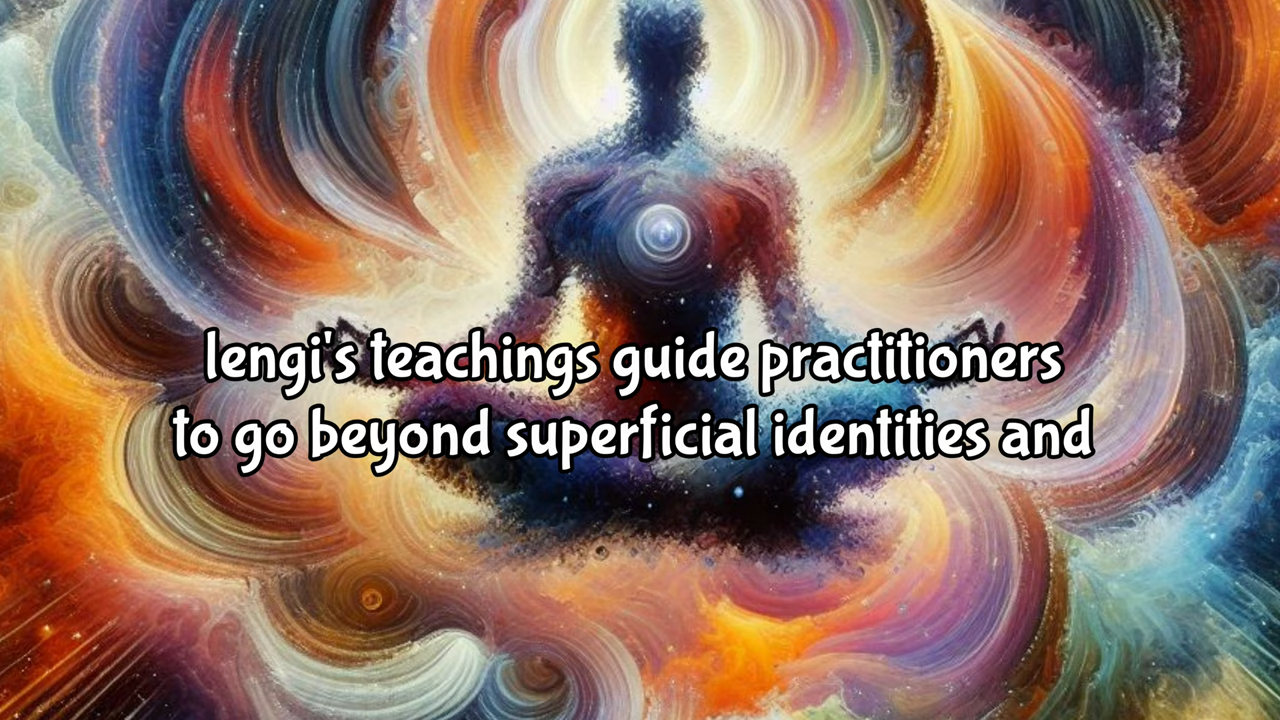 lengi's teachings guide practitioners
to go beyond superficial identities and